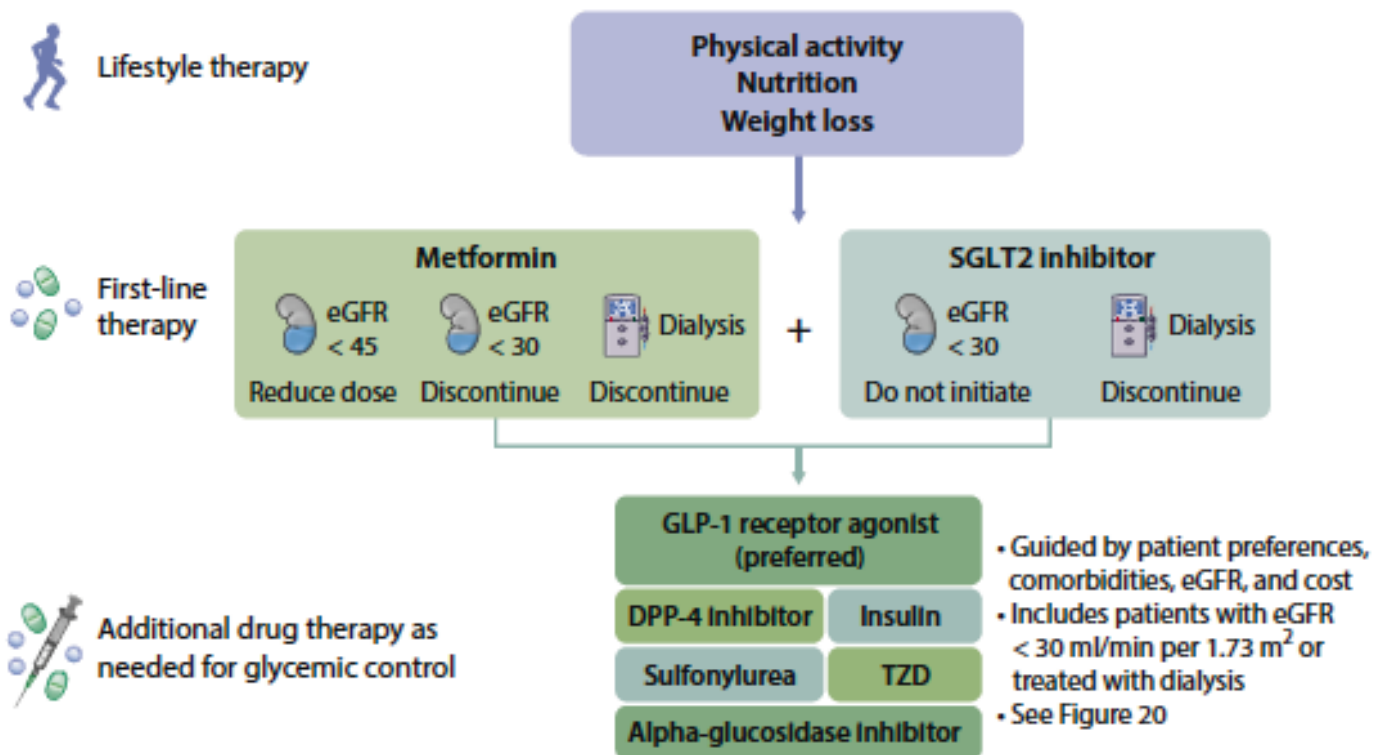 Lifestyle therapy
Physical activity
Nutrition
Weight loss
First-line
therapy
Metformin
eGFR
< 45
Reduce dose
eGFR
< 30
Discontinue
Dialysis
Discontinue
+
SGLT2 inhibitor
eGFR
< 30
Do not initiate
Dialysis
Discontinue
Additional drug therapy as
needed for glycemic control
GLP-1 receptor agonist
(preferred)
DPP-4 inhibitor
Insulin
Sulfonylurea
TZD
Alpha-glucosidase inhibitor
• Guided by patient preferences,
comorbidities, eGFR, and cost
• Includes patients with eGFR
< 30 ml/min per 1.73 m² or
treated with dialysis
• See Figure 20